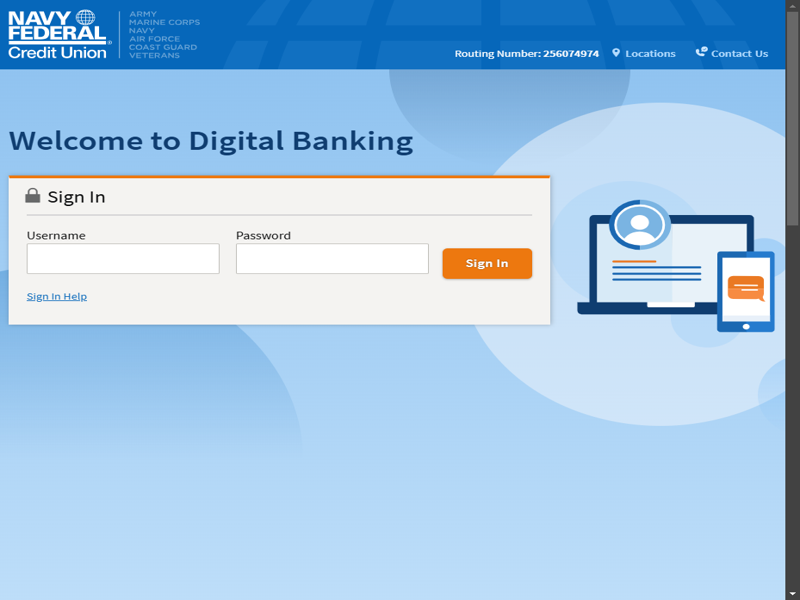 NAVY
FEDERAL
Credit Union
ARMY
MARINE CORPS
NAVY
AIR FORCE
COAST GUARD
VETERANS
Routing Number: 256074974
Locations
Contact Us
Welcome to Digital Banking
Sign In
Username
Password
Sign In
Sign In Help